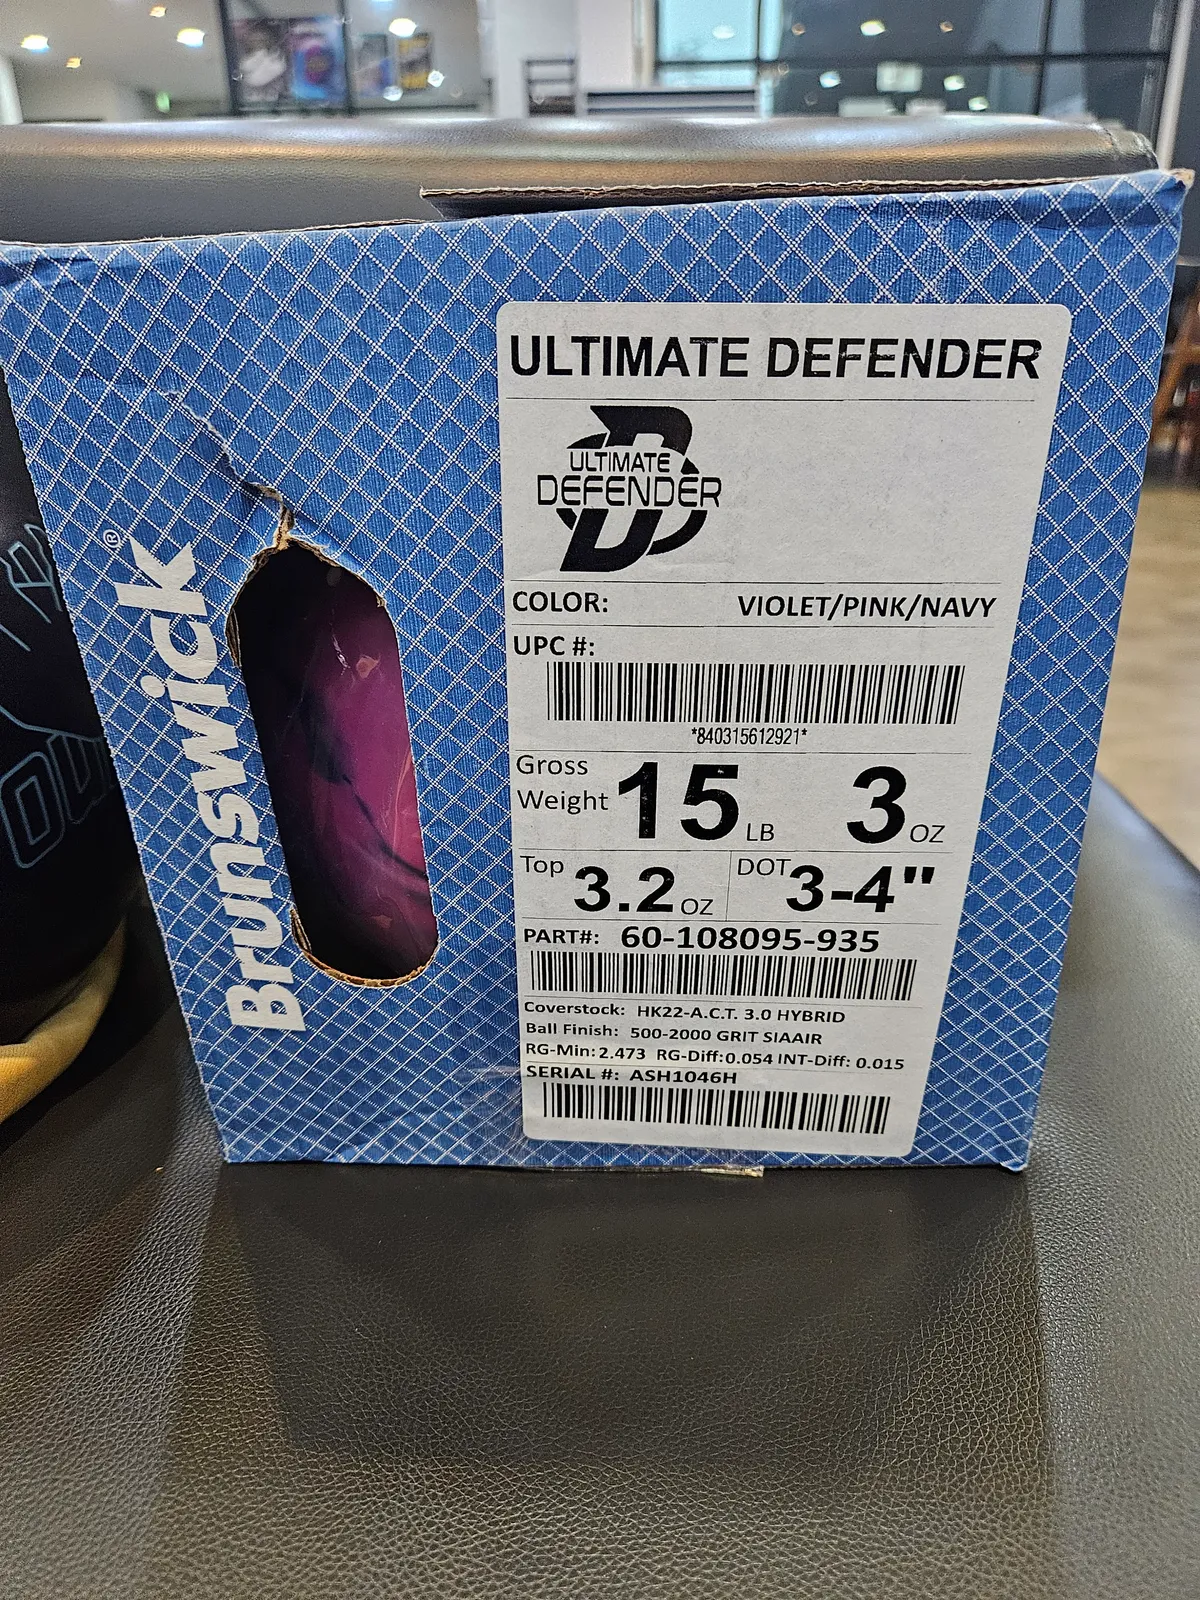 Brunswick®
ULTIMATE DEFENDER
ULTIMATE
DEFENDER
COLOR: VIOLET/PINK/NAVY
UPC #:
*840315612921*
Gross Weight 15 LB 3 OZ
Top 3.2 OZ DOT 3-4"
PART#: 60-108095-935
Coverstock: HK22-A.C.T. 3.0 HYBRID
Ball Finish: 500-2000 GRIT SIAAIR
RG-Min: 2.473 RG-Diff: 0.054 INT-Diff: 0.015
SERIAL #: ASH1046H